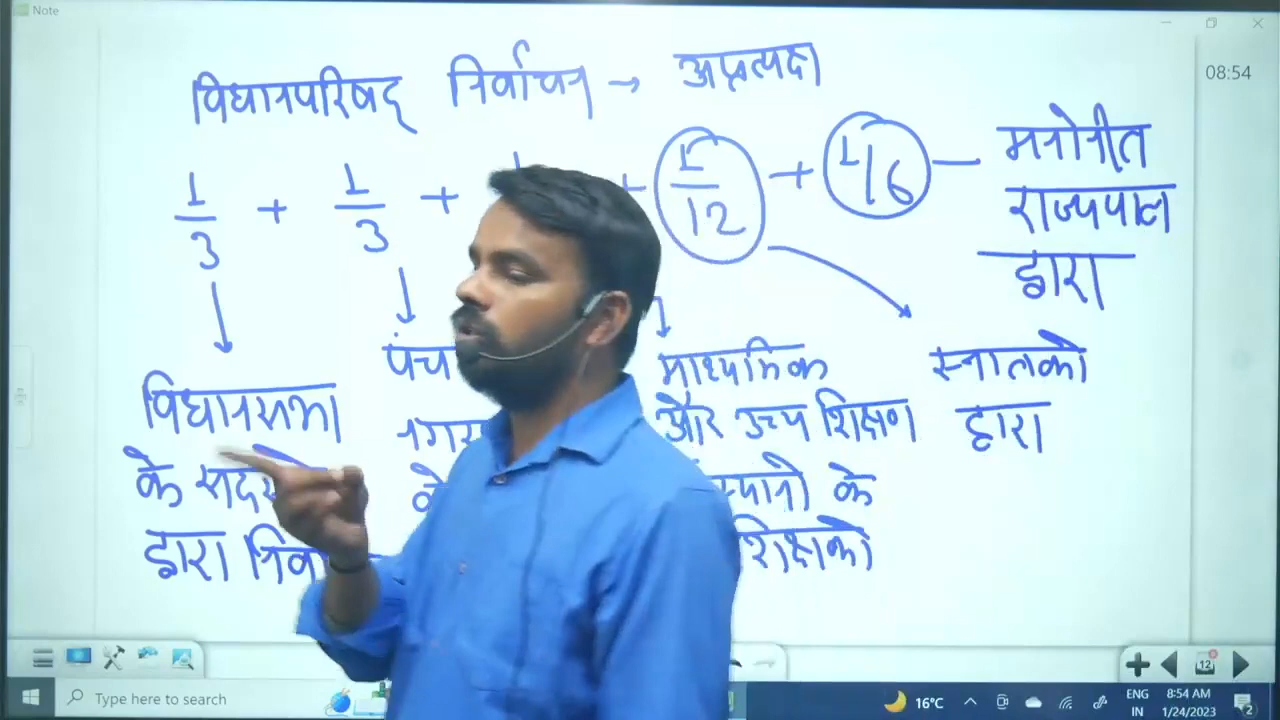 Note
08:54
विधानपरिषद् निर्वाचन → अप्रत्यक्ष
1/3 + 1/3 + + 1/12 + 1/6 — मनोनीत
राज्यपाल
द्वारा
विधानसभा
के
द्वारा
माध्यमिक
और उच्च शिक्षण
के
शिक्षको
स्नातको
द्वारा
12
Type here to search
16°C
ENG
IN
8:54 AM
1/24/2023
2